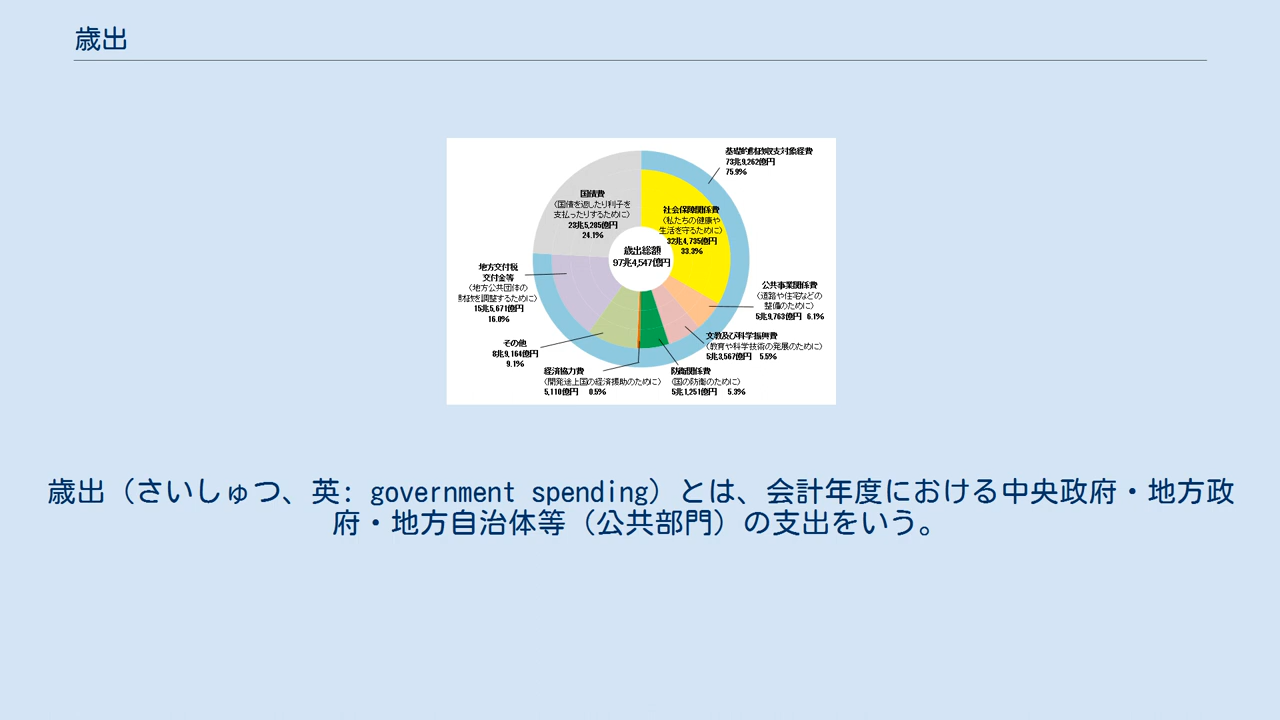 歳出
基礎的財政収支対象経費
73兆9,262億円
75.9%
国債費
（国債を返したり利子を
支払ったりするために）
23兆5,285億円
24.1%
社会保障関係費
（私たちの健康や
生活を守るために）
32兆4,735億円
33.3%
歳出総額
97兆4,547億円
地方交付税
交付金等
（地方公共団体の
財政を調整するために）
15兆5,671億円
16.0%
公共事業関係費
（道路や住宅などの
整備のために）
5兆9,763億円 6.1%
文教及び科学振興費
（教育や科学技術の発展のために）
5兆3,567億円 5.5%
その他
8兆9,164億円
9.1%
経済協力費
（開発途上国の経済援助のために）
5,110億円 0.5%
防衛関係費
（国の防衛のために）
5兆1,251億円 5.3%
歳出（さいしゅつ、英: government spending）とは、会計年度における中央政府・地方政
府・地方自治体等（公共部門）の支出をいう。